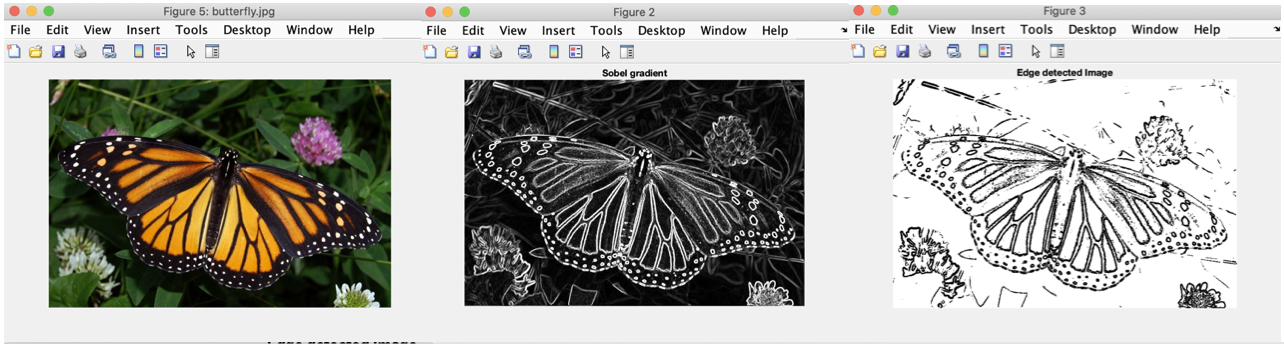 Figure 5: butterfly.jpg
File Edit View Insert Tools Desktop Window Help
Figure 2
File Edit View Insert Tools Desktop Window Help
Sobel gradient
Figure 3
File Edit View Insert Tools Desktop Window Help
Edge detected Image